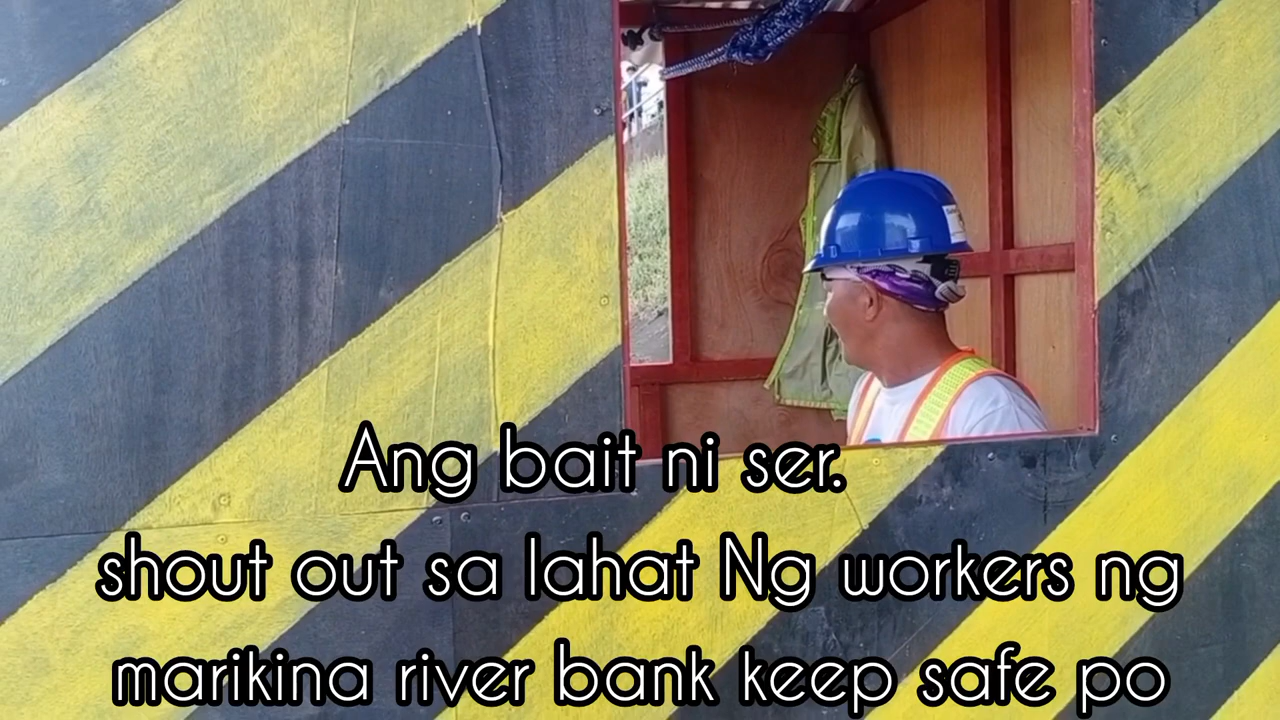 Ang bait ni ser.
shout out sa lahat Ng workers ng
marikina river bank keep safe po